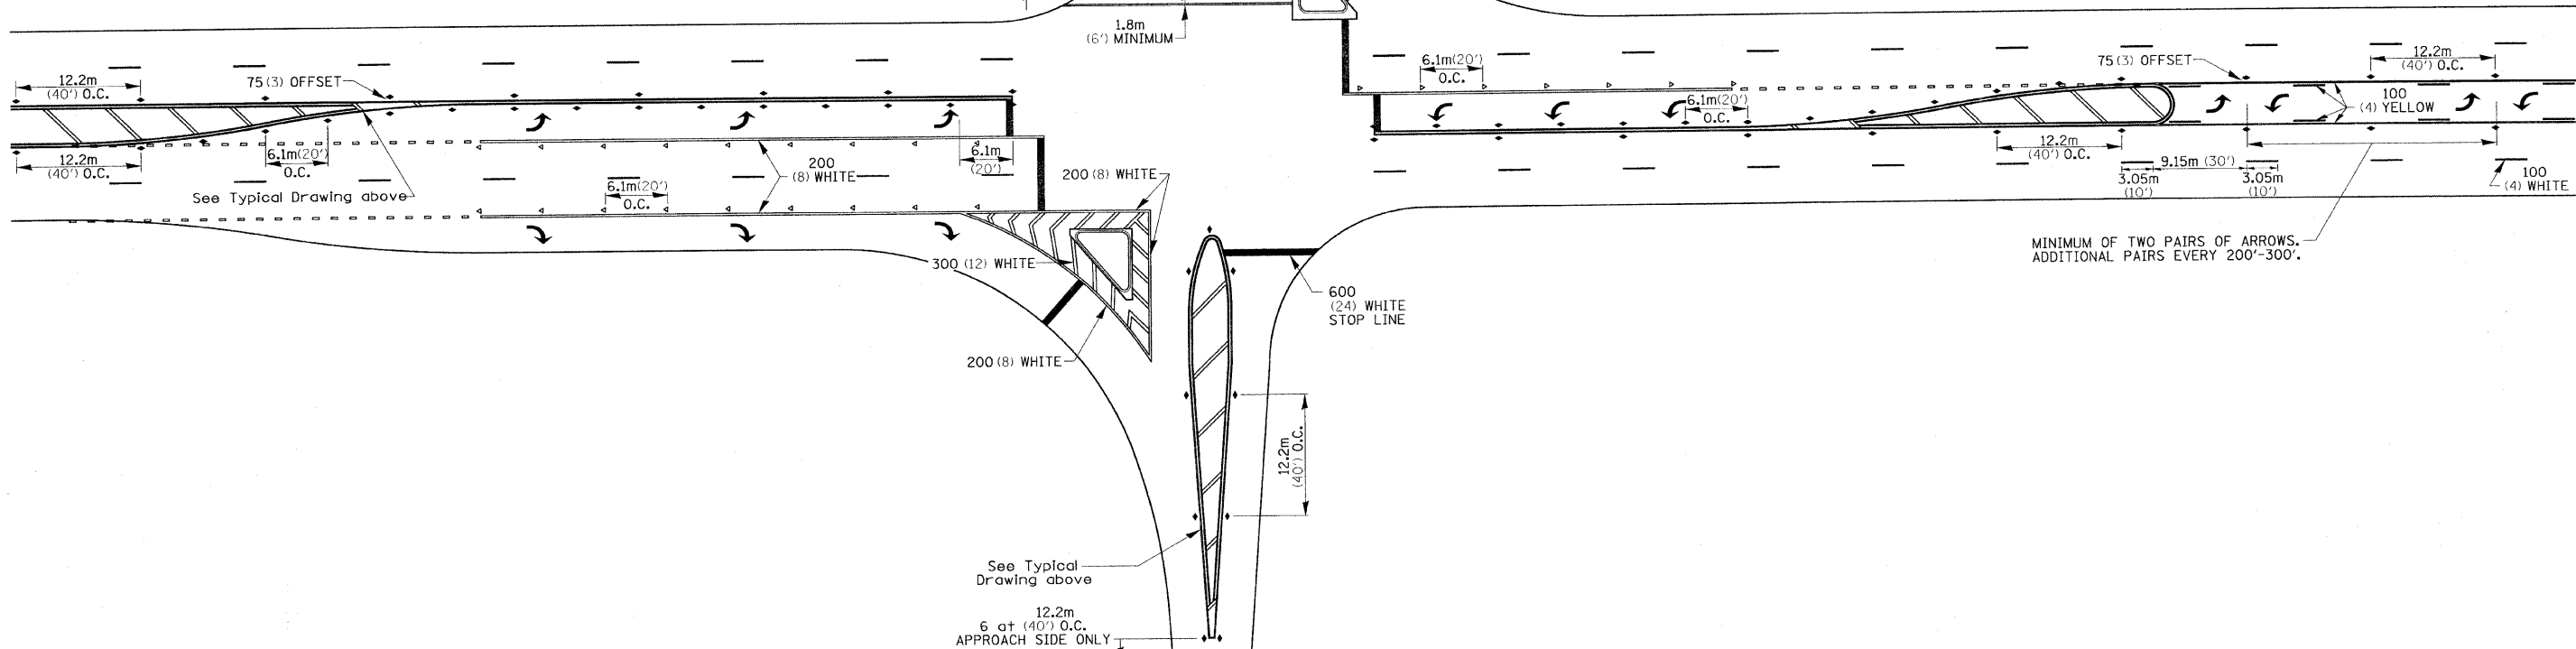 1.8m
(6') MINIMUM
12.2m
(40') O.C.
75 (3) OFFSET
6.1m(20')
O.C.
75 (3) OFFSET
12.2m
(40') O.C.
6.1m(20')
O.C.
100
(4) YELLOW
12.2m
(40') O.C.
6.1m(20')
O.C.
See Typical Drawing above
200
(8) WHITE
6.1m(20')
O.C.
6.1m
(20')
200 (8) WHITE
12.2m
(40') O.C.
9.15m (30')
3.05m
(10')
3.05m
(10')
100
(4) WHITE
300 (12) WHITE
600
(24) WHITE
STOP LINE
MINIMUM OF TWO PAIRS OF ARROWS.
ADDITIONAL PAIRS EVERY 200'-300'.
200 (8) WHITE
12.2m
(40') O.C.
See Typical
Drawing above
12.2m
6 at (40') O.C.
APPROACH SIDE ONLY